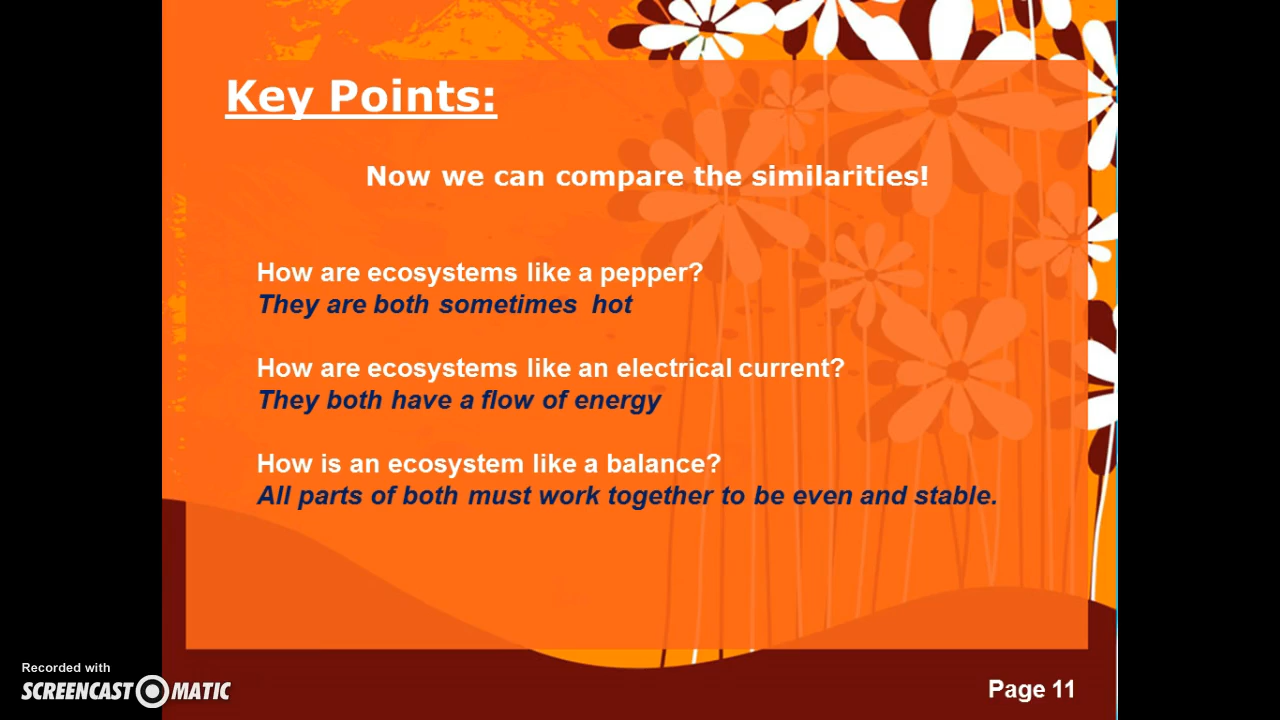 Key Points:
Now we can compare the similarities!
How are ecosystems like a pepper?
They are both sometimes  hot
How are ecosystems like an electrical current?
They both have a flow of energy
How is an ecosystem like a balance?
All parts of both must work together to be even and stable.
Recorded with
SCREENCAST MATIC
Page 11